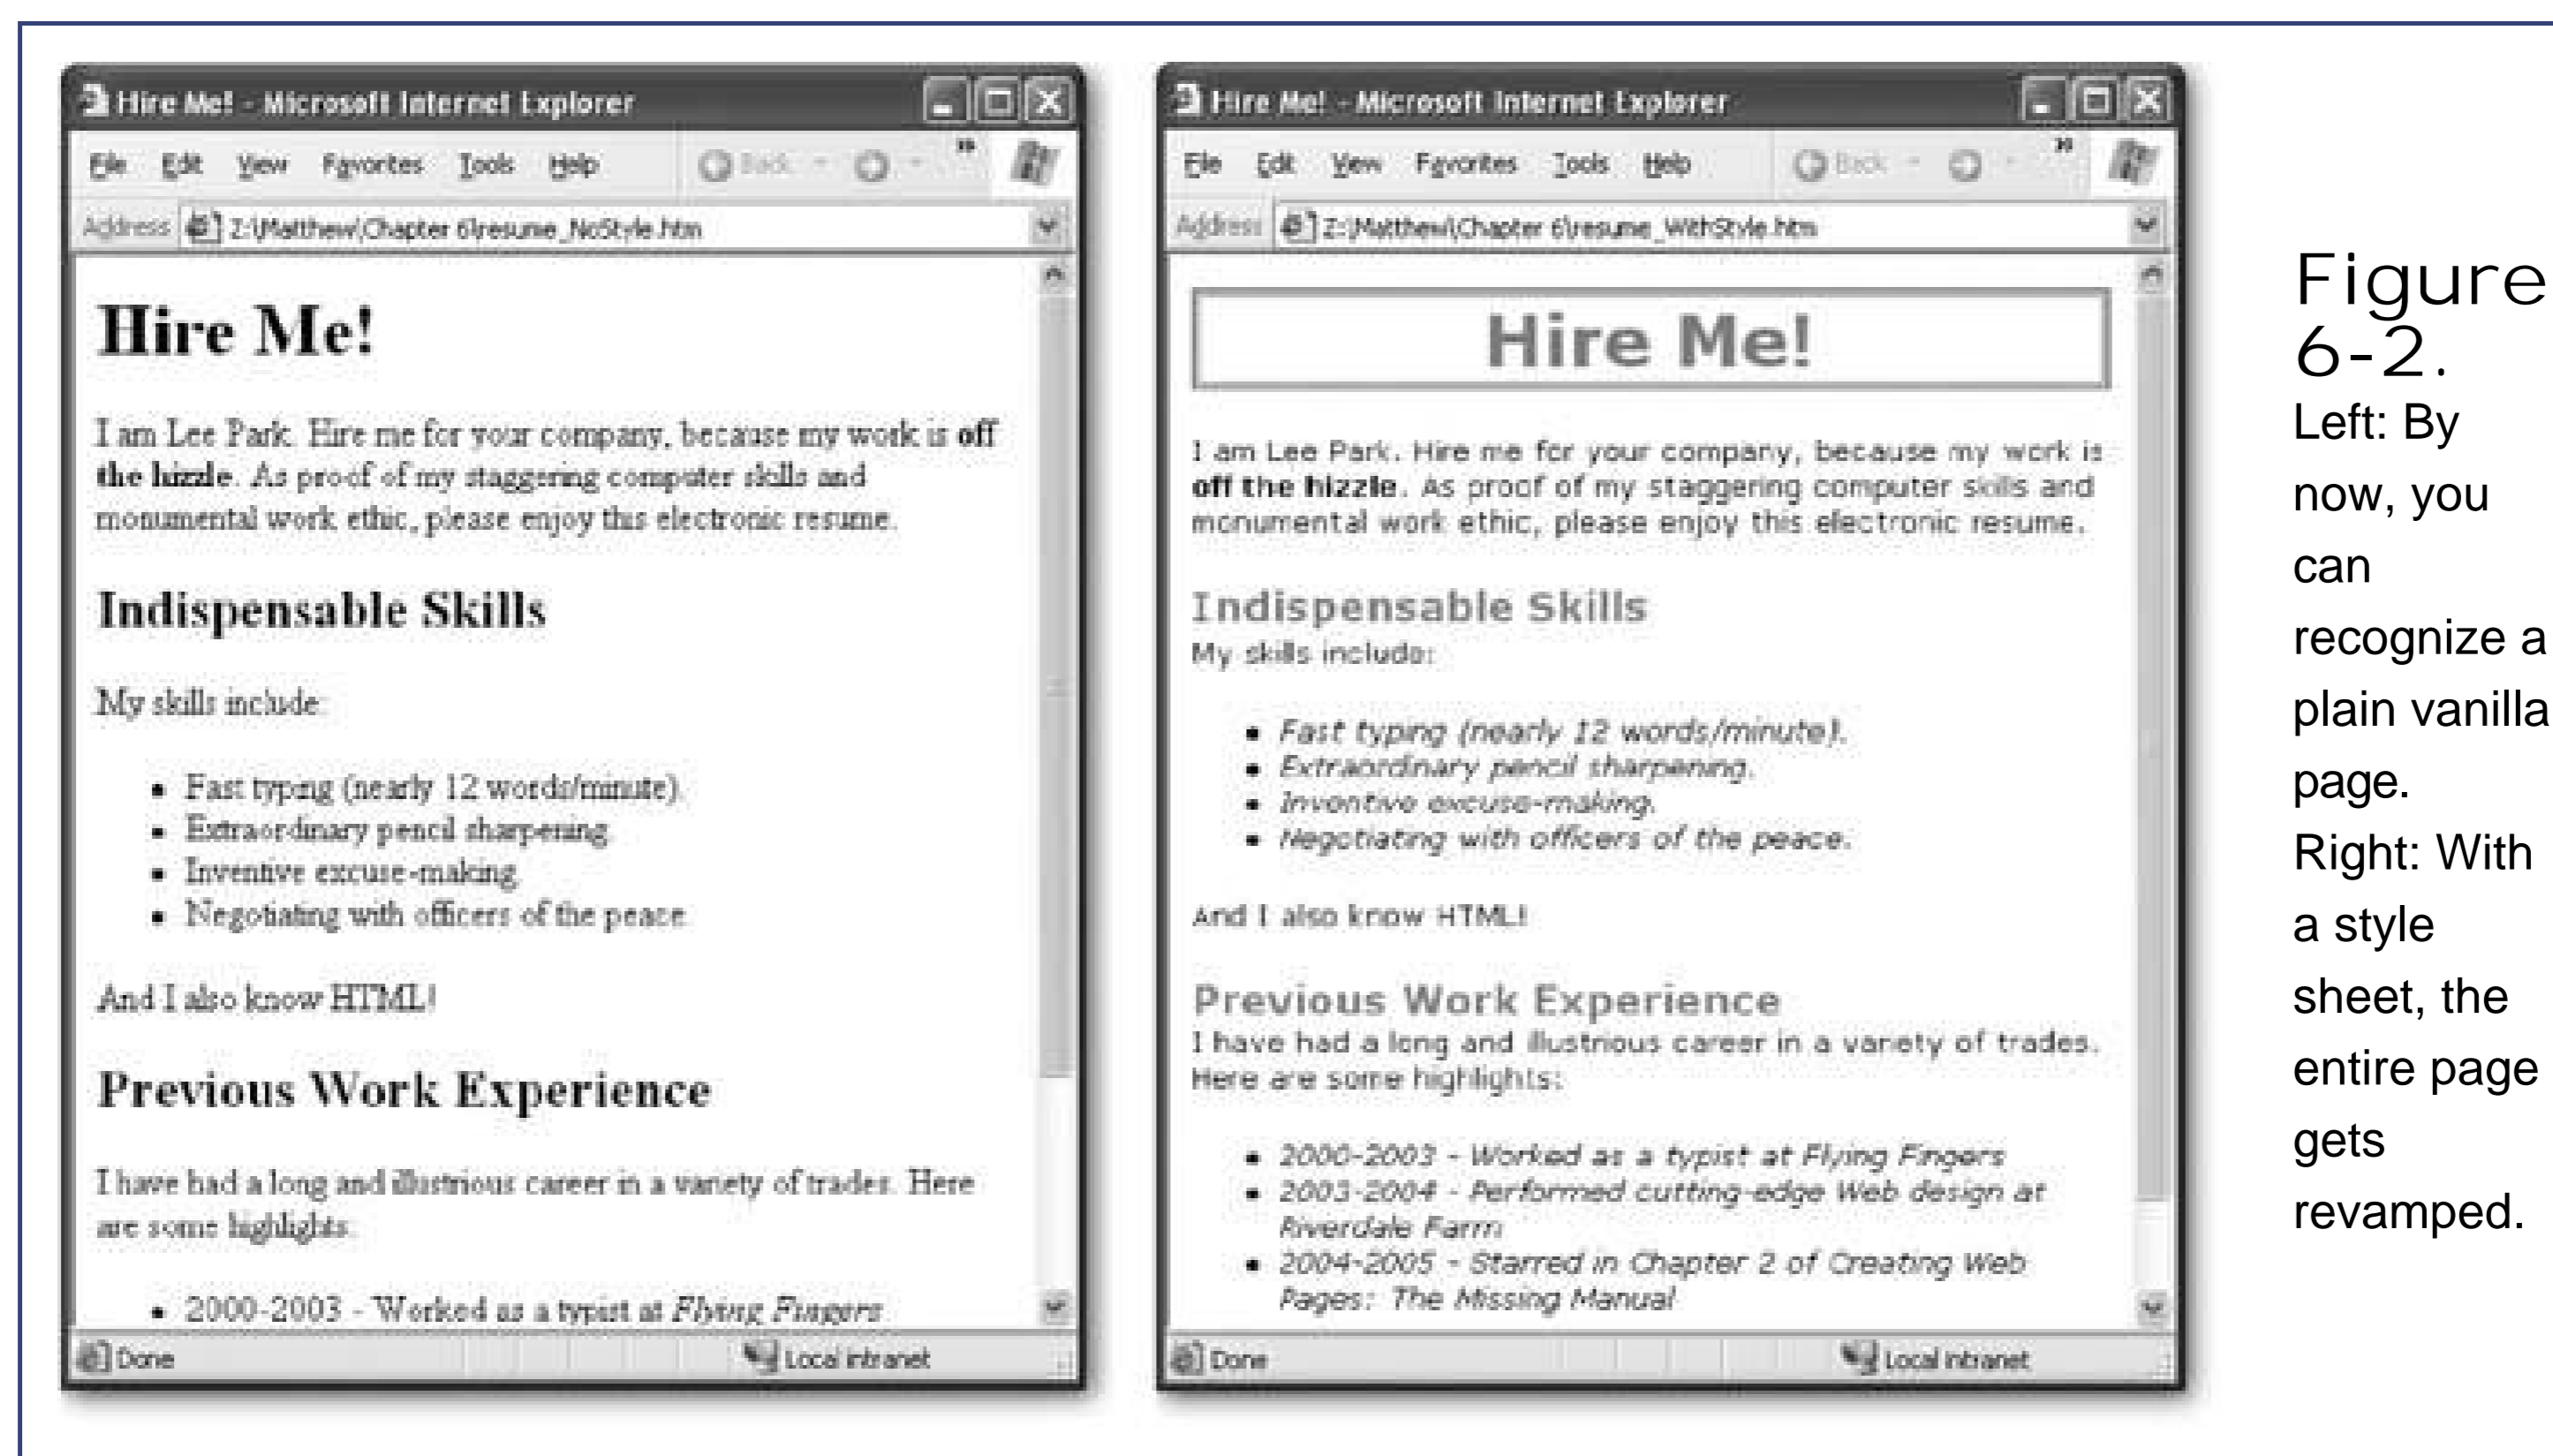 Hire Me! - Microsoft Internet Explorer
File Edit View Favorites Tools Help Back »
Address Z:\Matthew\Chapter 6\resume_NoStyle.htm
Hire Me!
I am Lee Park. Hire me for your company, because my work is off
the hizzle. As proof of my staggering computer skills and
monumental work ethic, please enjoy this electronic resume.
Indispensable Skills
My skills include:
• Fast typing (nearly 12 words/minute).
• Extraordinary pencil sharpening.
• Inventive excuse-making.
• Negotiating with officers of the peace.
And I also know HTML!
Previous Work Experience
I have had a long and illustrious career in a variety of trades. Here
are some highlights:
• 2000-2003 - Worked as a typist at Flying Fingers
Done Local intranet
Hire Me! - Microsoft Internet Explorer
File Edit View Favorites Tools Help Back »
Address Z:\Matthew\Chapter 6\resume_WithStyle.htm
Hire Me!
I am Lee Park. Hire me for your company, because my work is
off the hizzle. As proof of my staggering computer skills and
monumental work ethic, please enjoy this electronic resume.
Indispensable Skills
My skills include:
• Fast typing (nearly 12 words/minute).
• Extraordinary pencil sharpening.
• Inventive excuse-making.
• Negotiating with officers of the peace.
And I also know HTML!
Previous Work Experience
I have had a long and illustrious career in a variety of trades.
Here are some highlights:
• 2000-2003 - Worked as a typist at Flying Fingers
• 2003-2004 - Performed cutting-edge Web design at
Riverdale Farm
• 2004-2005 - Starred in Chapter 2 of Creating Web
Pages: The Missing Manual
Done Local intranet
Figure
6-2.
Left: By
now, you
can
recognize a
plain vanilla
page.
Right: With
a style
sheet, the
entire page
gets
revamped.